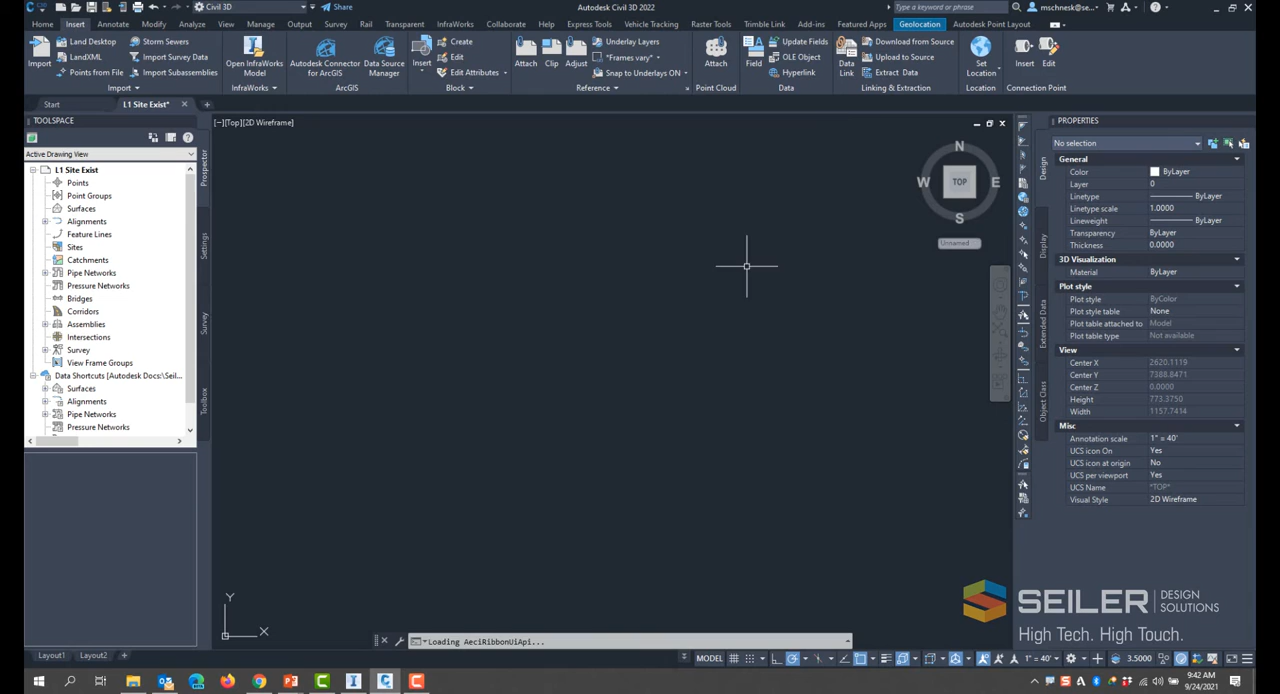 Civil 3D
Share
Autodesk Civil 3D 2022
Type a keyword or phrase
mschnesk@se...
Home Insert Annotate Modify Analyze View Manage Output Survey Rail Transparent InfraWorks Collaborate Help Express Tools Vehicle Tracking Raster Tools Trimble Link Add-ins Featured Apps Geolocation Autodesk Point Layout
Import
Land Desktop
LandXML
Points from File
Storm Sewers
Import Survey Data
Import Subassemblies
Import
Open InfraWorks Model
InfraWorks
Autodesk Connector for ArcGIS
Data Source Manager
ArcGIS
Insert
Create
Edit
Edit Attributes
Block
Attach
Clip
Adjust
Underlay Layers
*Frames vary*
Snap to Underlays ON
Reference
Attach
Point Cloud
Field
Update Fields
OLE Object
Hyperlink
Data
Data Link
Download from Source
Upload to Source
Extract Data
Linking & Extraction
Set Location
Location
Insert
Edit
Connection Point
Start
L1 Site Exist*
TOOLSPACE
Active Drawing View
L1 Site Exist
Points
Point Groups
Surfaces
Alignments
Feature Lines
Sites
Catchments
Pipe Networks
Pressure Networks
Bridges
Corridors
Assemblies
Intersections
Survey
View Frame Groups
Data Shortcuts [Autodesk Docs:\Seil...
Surfaces
Alignments
Pipe Networks
Pressure Networks
Prospector
Settings
Survey
Toolbox
[−][Top][2D Wireframe]
N
W
TOP
E
S
Unnamed
Y
X
Loading AeciRibbonUiApi...
PROPERTIES
No selection
Design
Display
Extended Data
Object Class
General
Color ByLayer
Layer 0
Linetype ByLayer
Linetype scale 1.0000
Lineweight ByLayer
Transparency ByLayer
Thickness 0.0000
3D Visualization
Material ByLayer
Plot style
Plot style ByColor
Plot style table None
Plot table attached to Model
Plot table type Not available
View
Center X 2620.1119
Center Y 7388.8471
Center Z 0.0000
Height 773.3750
Width 1157.7414
Misc
Annotation scale 1" = 40'
UCS icon On Yes
UCS icon at origin No
UCS per viewport Yes
UCS Name *TOP*
Visual Style 2D Wireframe
SEILER
DESIGN
SOLUTIONS
High Tech. High Touch.
Layout1 Layout2
MODEL
1" = 40'
3.5000
9:42 AM
9/24/2021